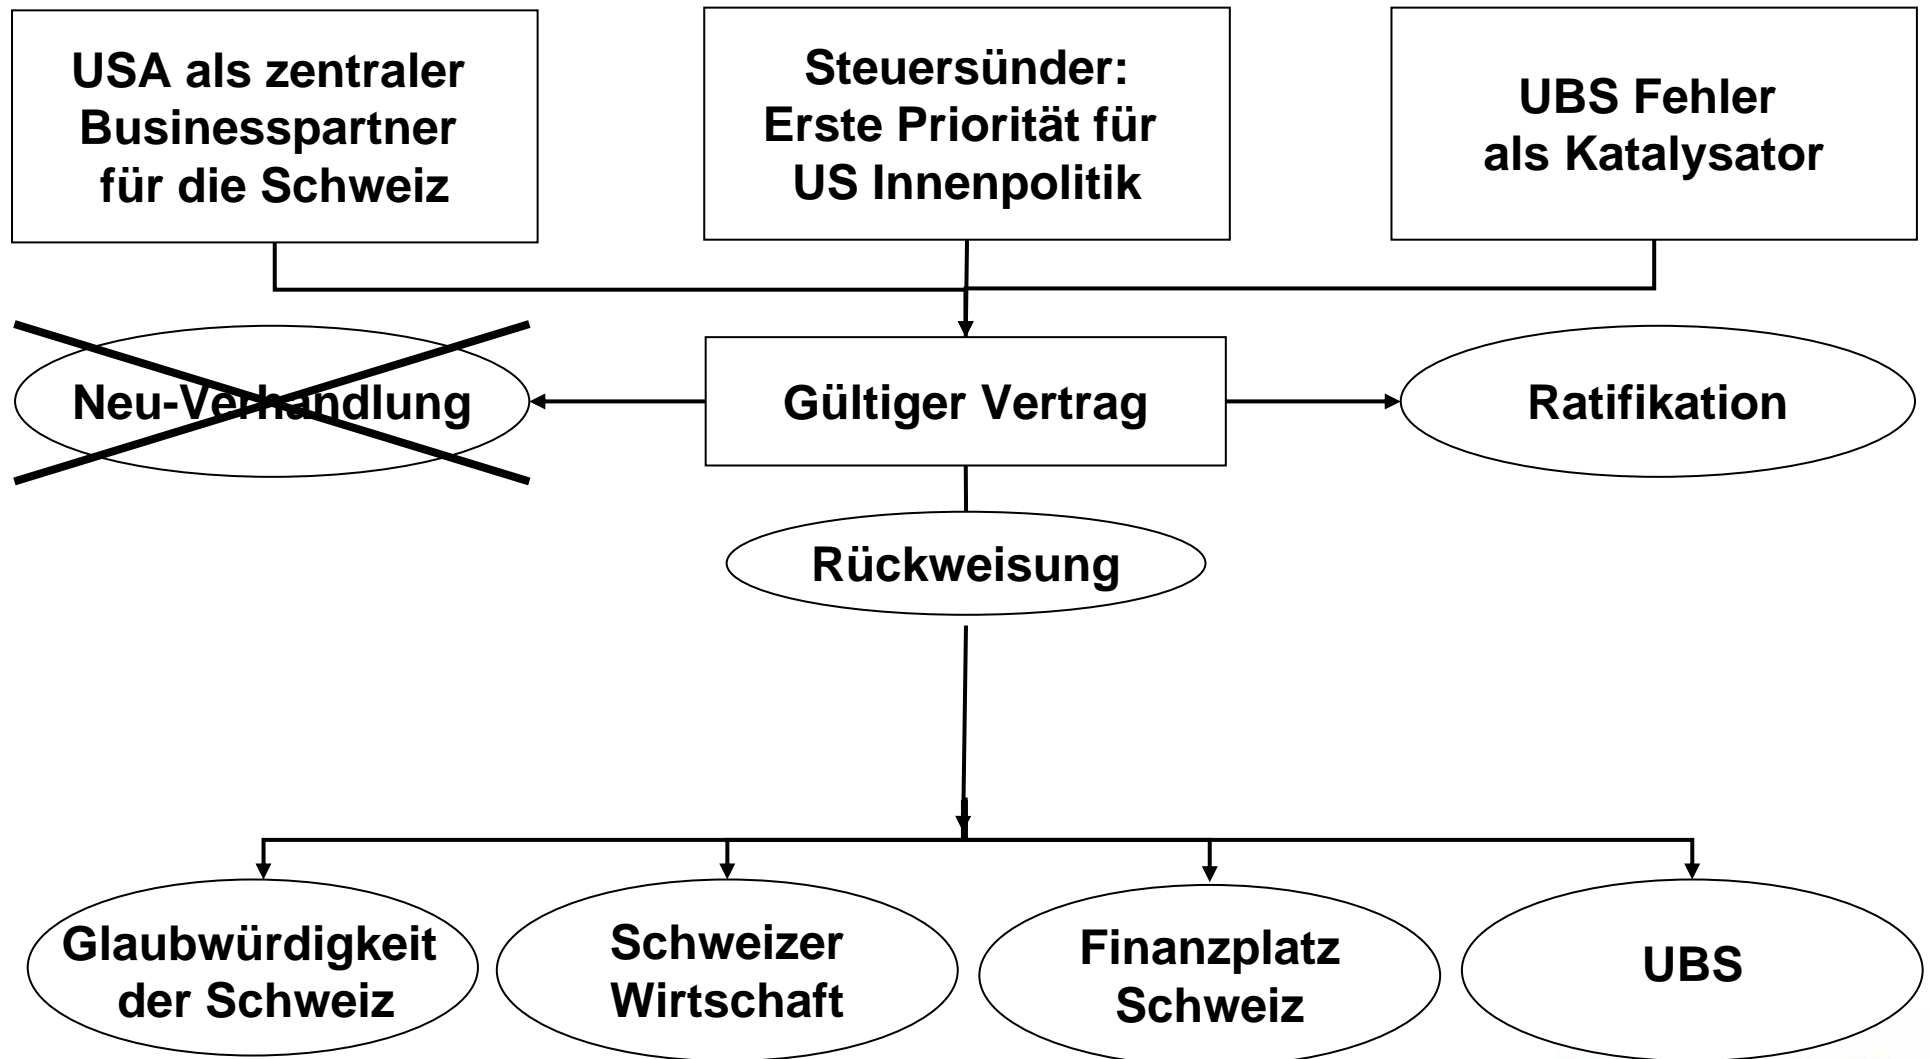 USA als zentraler
Businesspartner
für die Schweiz
Steuersünder:
Erste Priorität für
US Innenpolitik
UBS Fehler
als Katalysator
Neu-Verhandlung
Gültiger Vertrag
Ratifikation
Rückweisung
Glaubwürdigkeit
der Schweiz
Schweizer
Wirtschaft
Finanzplatz
Schweiz
UBS